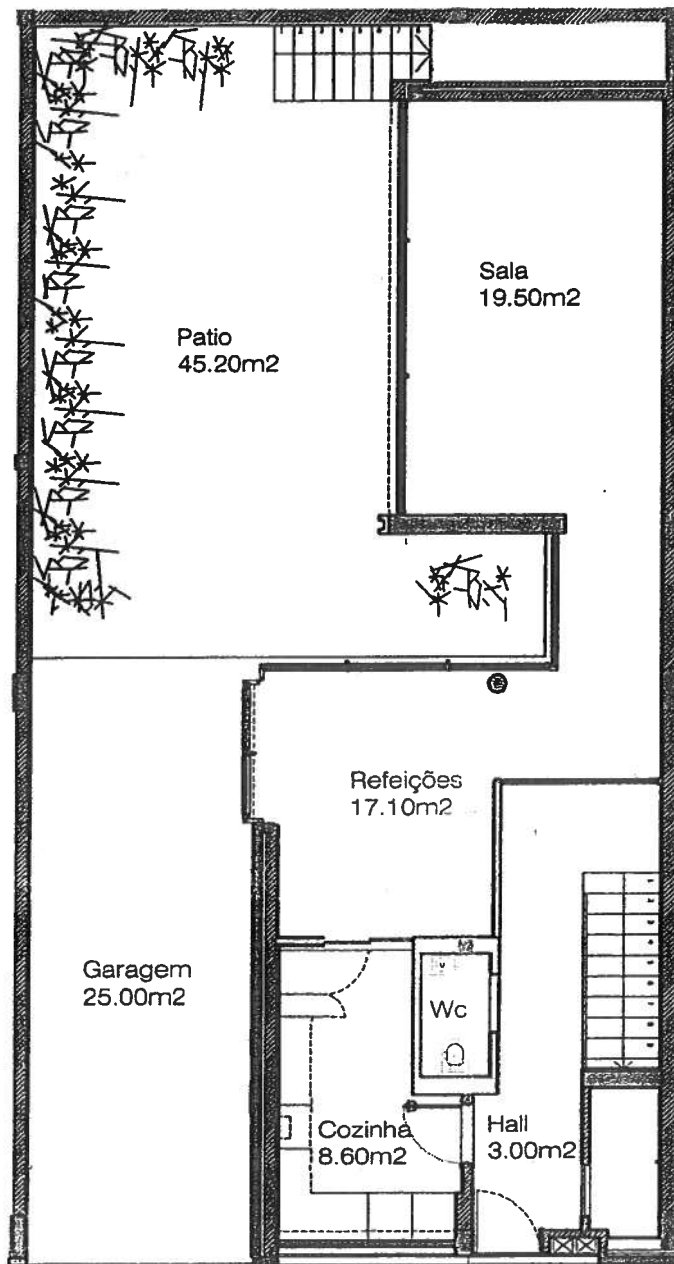 Sala
19.50m2
Patio
45.20m2
Refeições
17.10m2
Garagem
25.00m2
Wc
Cozinha
8.60m2
Hall
3.00m2